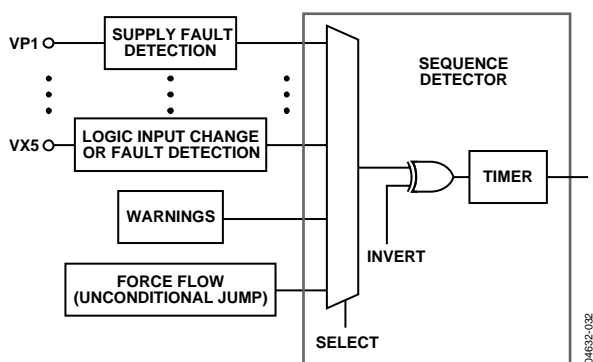 VP1
SUPPLY FAULT
DETECTION
SEQUENCE
DETECTOR
VX5
LOGIC INPUT CHANGE
OR FAULT DETECTION
TIMER
WARNINGS
INVERT
FORCE FLOW
(UNCONDITIONAL JUMP)
SELECT
04632-032